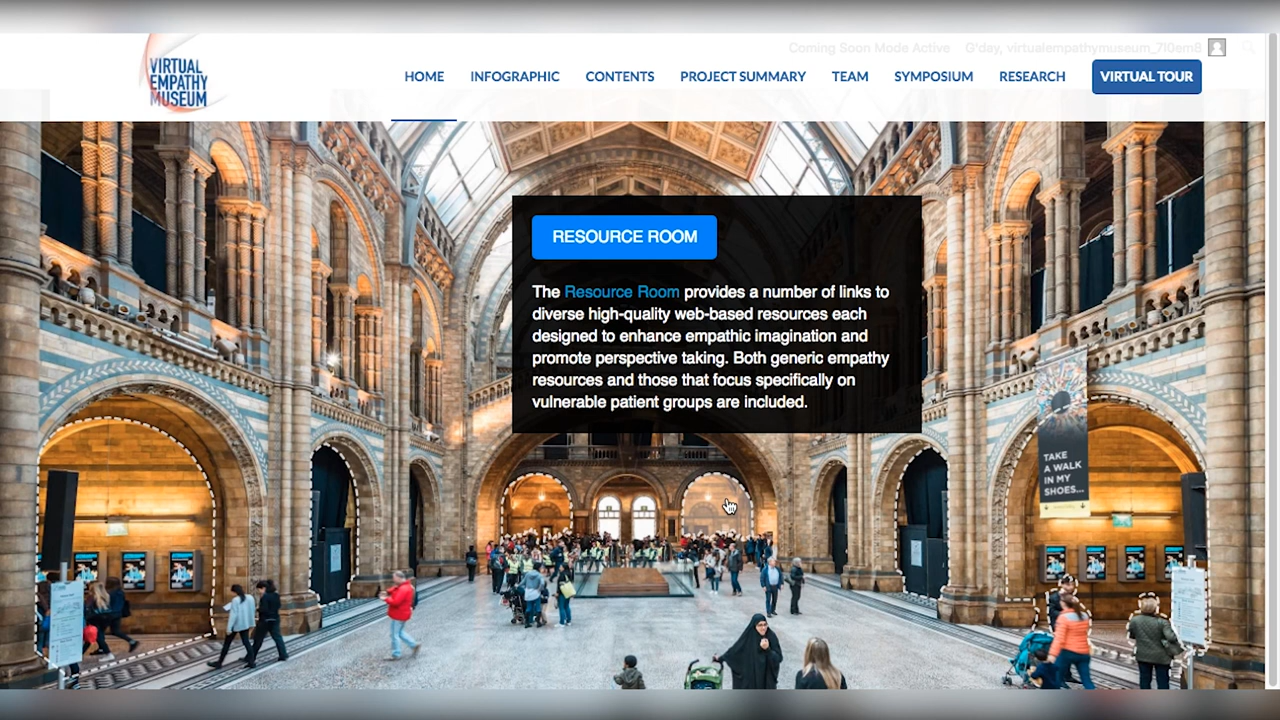 Coming Soon Mode Active G'day, virtualempathymuseum_710em8
VIRTUAL
EMPATHY
MUSEUM
HOME INFOGRAPHIC CONTENTS PROJECT SUMMARY TEAM SYMPOSIUM RESEARCH VIRTUAL TOUR
RESOURCE ROOM
The Resource Room provides a number of links to
diverse high-quality web-based resources each
designed to enhance empathic imagination and
promote perspective taking. Both generic empathy
resources and those that focus specifically on
vulnerable patient groups are included.
TAKE
A WALK
IN MY
SHOES...